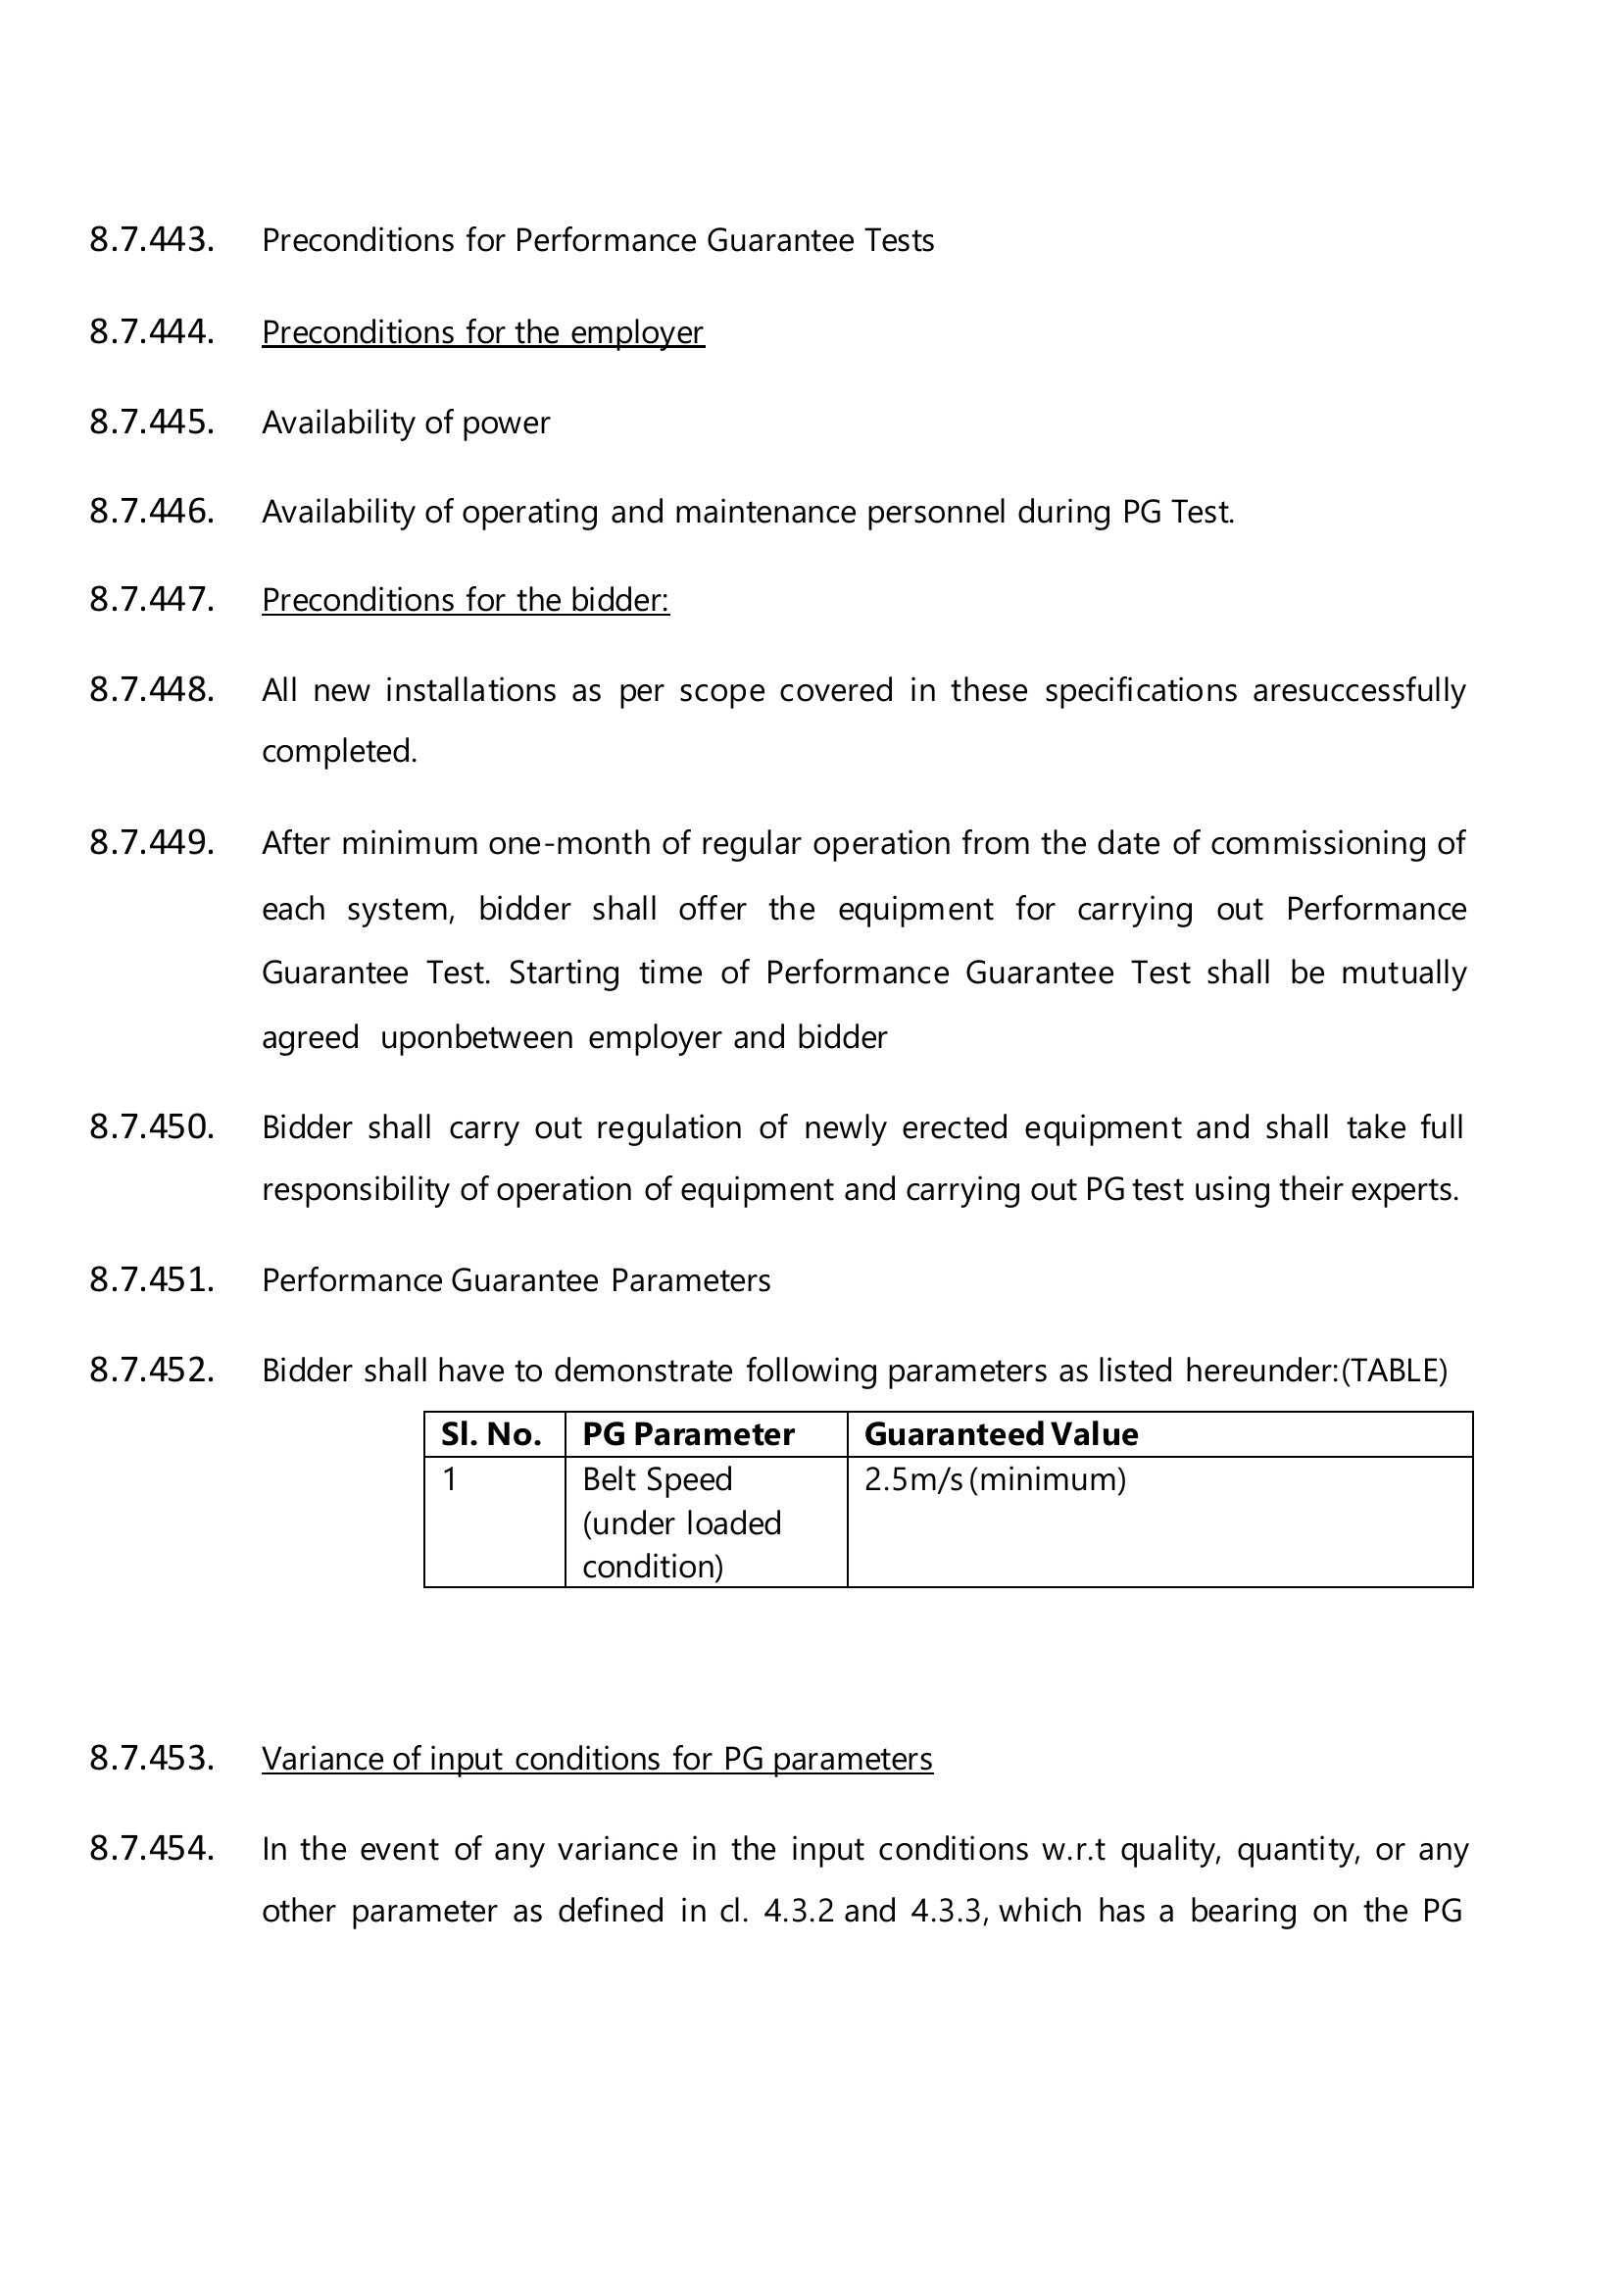 8.7.443. Preconditions for Performance Guarantee Tests
8.7.444. Preconditions for the employer
8.7.445. Availability of power
8.7.446. Availability of operating and maintenance personnel during PG Test.
8.7.447. Preconditions for the bidder:
8.7.448. All new installations as per scope covered in these specifications aresuccessfully
completed.
8.7.449. After minimum one-month of regular operation from the date of commissioning of
each system, bidder shall offer the equipment for carrying out Performance
Guarantee Test. Starting time of Performance Guarantee Test shall be mutually
agreed uponbetween employer and bidder
8.7.450. Bidder shall carry out regulation of newly erected equipment and shall take full
responsibility of operation of equipment and carrying out PG test using their experts.
8.7.451. Performance Guarantee Parameters
8.7.452. Bidder shall have to demonstrate following parameters as listed hereunder:(TABLE)
Sl. No. PG Parameter Guaranteed Value
1 Belt Speed 2.5m/s (minimum)
(under loaded
condition)
8.7.453. Variance of input conditions for PG parameters
8.7.454. In the event of any variance in the input conditions w.r.t quality, quantity, or any
other parameter as defined in cl. 4.3.2 and 4.3.3, which has a bearing on the PG